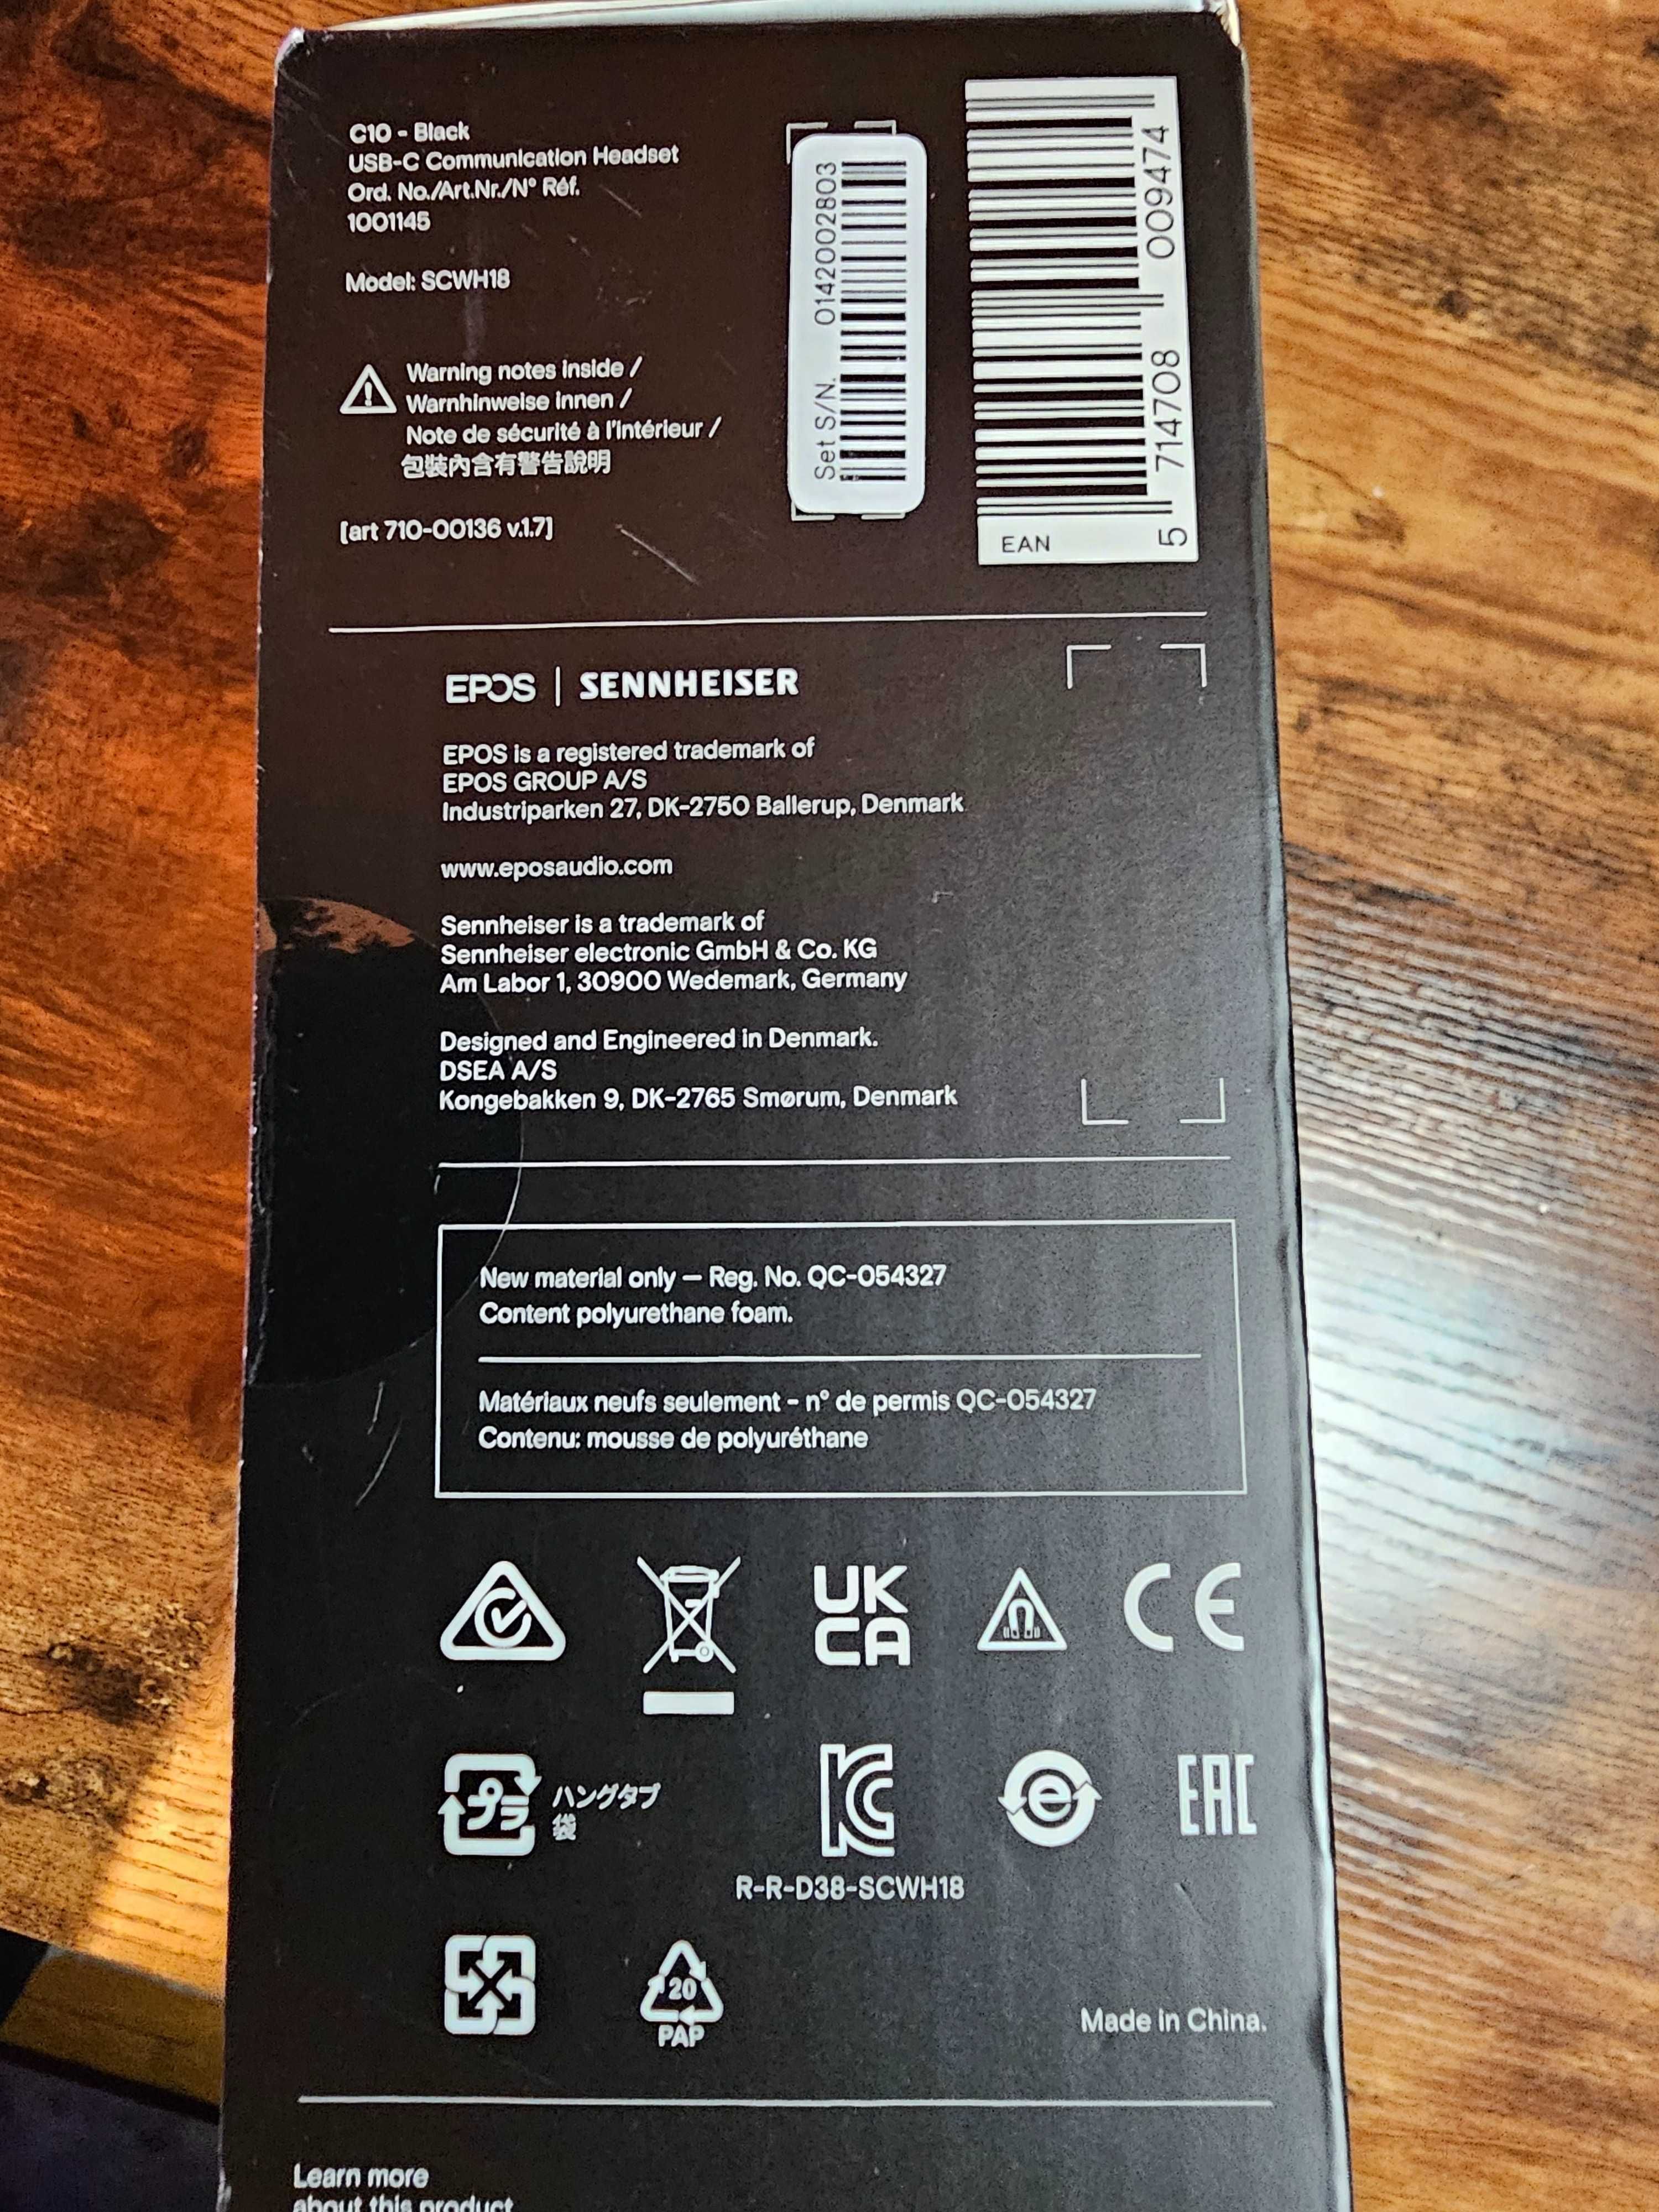 C10 - Black
USB-C Communication Headset
Ord. No./Art.Nr./N° Réf.
1001145
Model: SCWH18
Warning notes inside /
Warnhinweise innen /
Note de sécurité à l'intérieur /
包裝內含有警告說明
[art 710-00136 v.1.7]
Set S/N. 0142002803
EAN
5 714708 009474
EPOS | SENNHEISER
EPOS is a registered trademark of
EPOS GROUP A/S
Industriparken 27, DK-2750 Ballerup, Denmark
www.eposaudio.com
Sennheiser is a trademark of
Sennheiser electronic GmbH & Co. KG
Am Labor 1, 30900 Wedemark, Germany
Designed and Engineered in Denmark.
DSEA A/S
Kongebakken 9, DK-2765 Smørum, Denmark
New material only — Reg. No. QC-054327
Content polyurethane foam.
Matériaux neufs seulement - n° de permis QC-054327
Contenu: mousse de polyuréthane
UK
CA
CE
プラ
ハングタブ
袋
KC
e
EAC
R-R-D38-SCWH18
20
PAP
Made in China.
Learn more
about this product